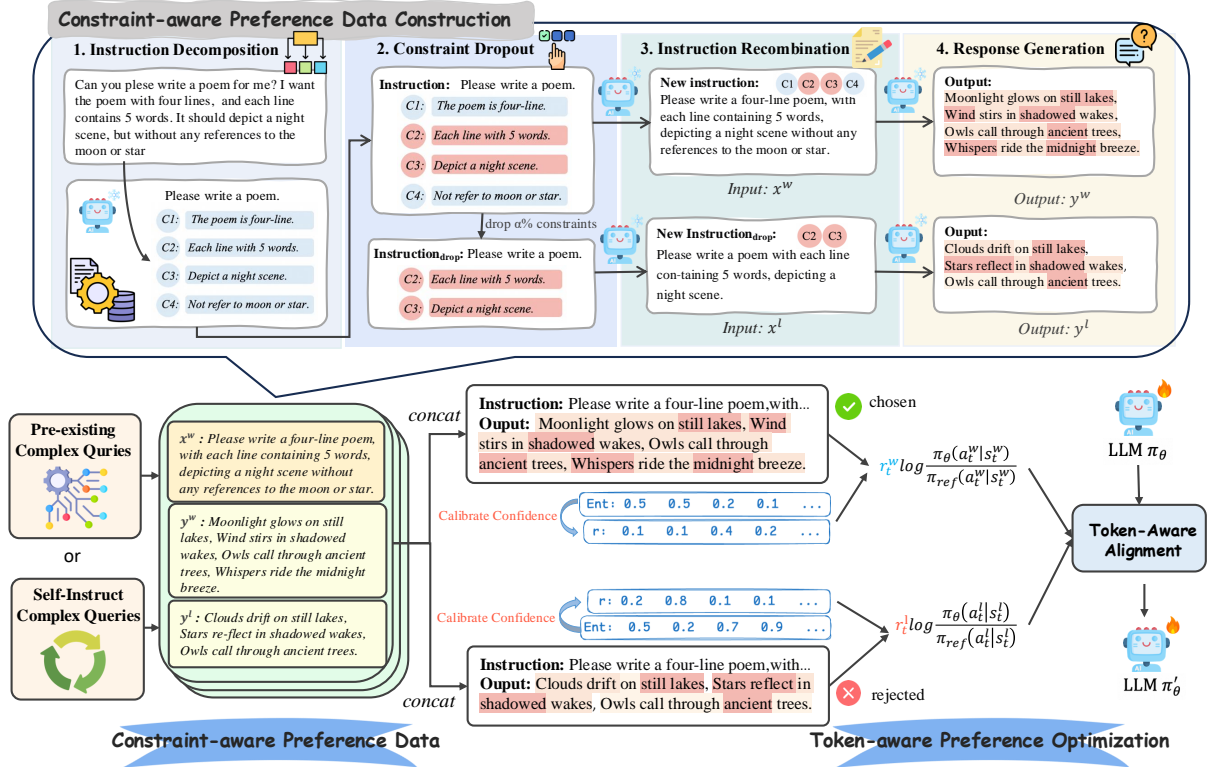 Constraint-aware Preference Data Construction
1. Instruction Decomposition
Can you plese write a poem for me? I want
the poem with four lines, and each line
contains 5 words. It should depict a night
scene, but without any references to the
moon or star
Please write a poem.
C1: The poem is four-line.
C2: Each line with 5 words.
C3: Depict a night scene.
C4: Not refer to moon or star.
2. Constraint Dropout
Instruction: Please write a poem.
C1: The poem is four-line.
C2: Each line with 5 words.
C3: Depict a night scene.
C4: Not refer to moon or star.
drop α% constraints
Instruction_drop: Please write a poem.
C2: Each line with 5 words.
C3: Depict a night scene.
3. Instruction Recombination
New instruction: C1 C2 C3 C4
Please write a four-line poem, with
each line containing 5 words,
depicting a night scene without any
references to the moon or star.
Input: x^w
New Instruction_drop: C2 C3
Please write a poem with each line
con-taining 5 words, depicting a
night scene.
Input: x^l
4. Response Generation
Output:
Moonlight glows on still lakes,
Wind stirs in shadowed wakes,
Owls call through ancient trees,
Whispers ride the midnight breeze.
Output: y^w
Ouput:
Clouds drift on still lakes,
Stars reflect in shadowed wakes,
Owls call through ancient trees.
Output: y^l
Pre-existing
Complex Quries
or
Self-Instruct
Complex Queries
x^w : Please write a four-line poem,
with each line containing 5 words,
depicting a night scene without
any references to the moon or star.
y^w : Moonlight glows on still
lakes, Wind stirs in shadowed
wakes, Owls call through ancient
trees, Whispers ride the midnight
breeze.
y^l : Clouds drift on still lakes,
Stars re-flect in shadowed wakes,
Owls call through ancient trees.
concat
Instruction: Please write a four-line poem,with...
Ouput: Moonlight glows on still lakes, Wind
stirs in shadowed wakes, Owls call through
ancient trees, Whispers ride the midnight breeze.
chosen
Calibrate Confidence
Ent: 0.5 0.5 0.2 0.1 ...
r: 0.1 0.1 0.4 0.2 ...
r_t^w log π_θ(a_t^w|s_t^w) / π_ref(a_t^w|s_t^w)
Calibrate Confidence
r: 0.2 0.8 0.1 0.1 ...
Ent: 0.5 0.2 0.7 0.9 ...
r_t^l log π_θ(a_t^l|s_t^l) / π_ref(a_t^l|s_t^l)
concat
Instruction: Please write a four-line poem,with...
Ouput: Clouds drift on still lakes, Stars reflect in
shadowed wakes, Owls call through ancient trees.
rejected
LLM π_θ
Token-Aware
Alignment
LLM π_θ′
Constraint-aware Preference Data
Token-aware Preference Optimization